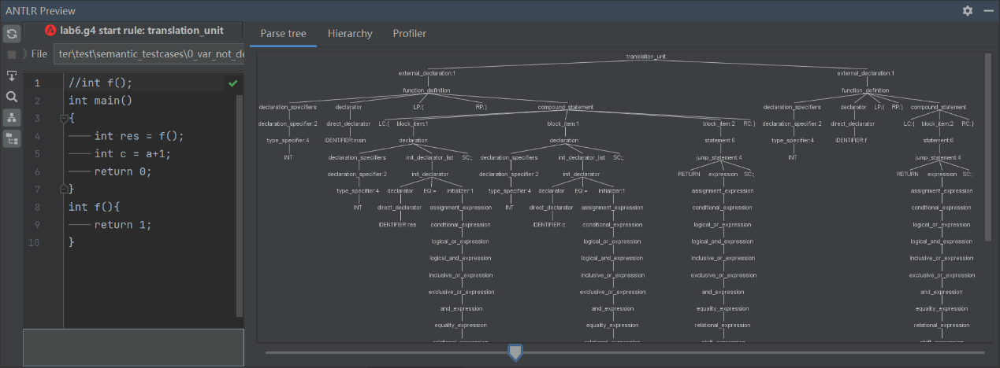 ANTLR Preview
lab6.g4 start rule: translation_unit
File ter\test\semantic_testcases\0_var_not_de
1 //int f();
2 int main()
3 {
4 int res = f();
5 int c = a+1;
6 return 0;
7 }
8 int f(){
9 return 1;
10 }
Parse tree Hierarchy Profiler
translation_unit
external_declaration:1 external_declaration:1
function_definition function_definition
declaration_specifiers declarator LP:( RP:) compound_statement declaration_specifiers declarator LP:( RP:) compound_statement
declaration_specifier:2 direct_declarator LC:{ block_item:1 block_item:1 block_item:2 RC:} declaration_specifier:2 direct_declarator LC:{ block_item:2 RC:}
type_specifier:4 IDENTIFIER:main declaration declaration statement:6 type_specifier:4 IDENTIFIER:f statement:6
INT declaration_specifiers init_declarator_list SC:; declaration_specifiers init_declarator_list SC:; jump_statement:4 INT jump_statement:4
declaration_specifier:2 init_declarator declaration_specifier:2 init_declarator RETURN expression SC:; RETURN expression SC:;
type_specifier:4 declarator EQ:= initializer:1 type_specifier:4 declarator EQ:= initializer:1 assignment_expression assignment_expression
INT direct_declarator assignment_expression INT direct_declarator assignment_expression conditional_expression conditional_expression
IDENTIFIER:res conditional_expression IDENTIFIER:c conditional_expression logical_or_expression logical_or_expression
logical_or_expression logical_or_expression logical_and_expression logical_and_expression
logical_and_expression logical_and_expression inclusive_or_expression inclusive_or_expression
inclusive_or_expression inclusive_or_expression exclusive_or_expression exclusive_or_expression
exclusive_or_expression exclusive_or_expression and_expression and_expression
and_expression and_expression equality_expression equality_expression
equality_expression equality_expression relational_expression relational_expression
relational_expression relational_expression shift_expression shift_expression